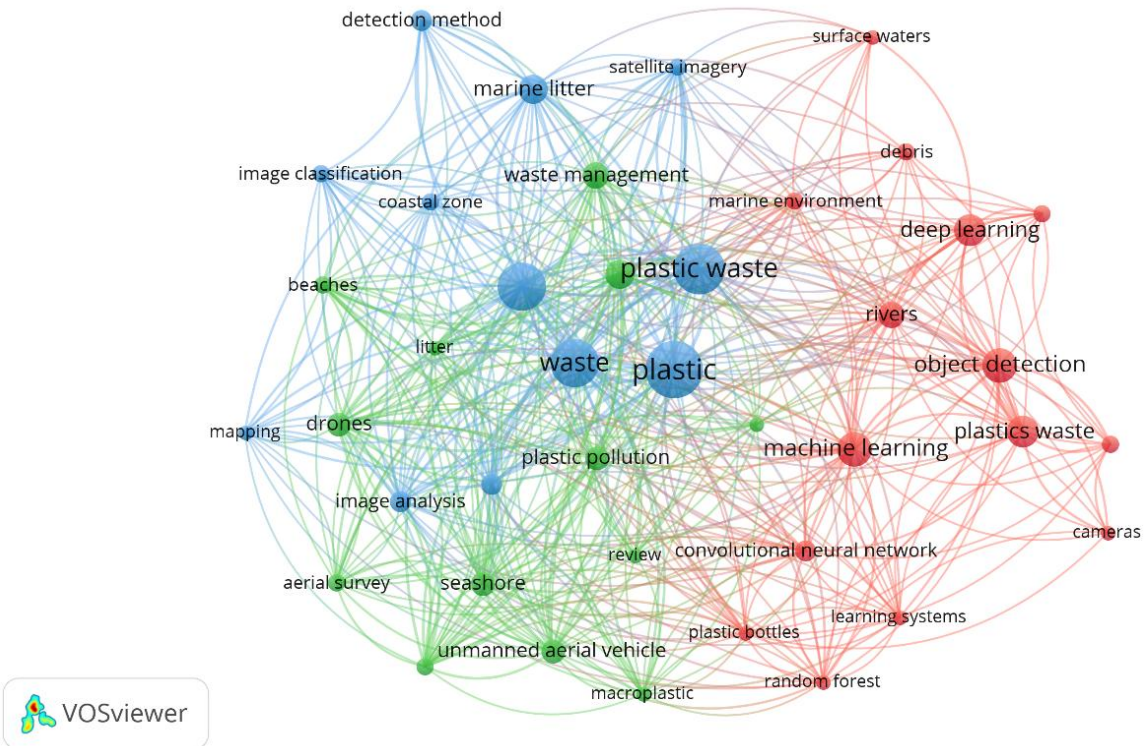 detection method
surface waters
satellite imagery
marine litter
debris
image classification
waste management
coastal zone
marine environment
deep learning
plastic waste
beaches
rivers
litter
waste
plastic
object detection
drones
mapping
plastics waste
machine learning
plastic pollution
image analysis
cameras
review
convolutional neural network
aerial survey
seashore
learning systems
plastic bottles
unmanned aerial vehicle
random forest
macroplastic
VOSviewer